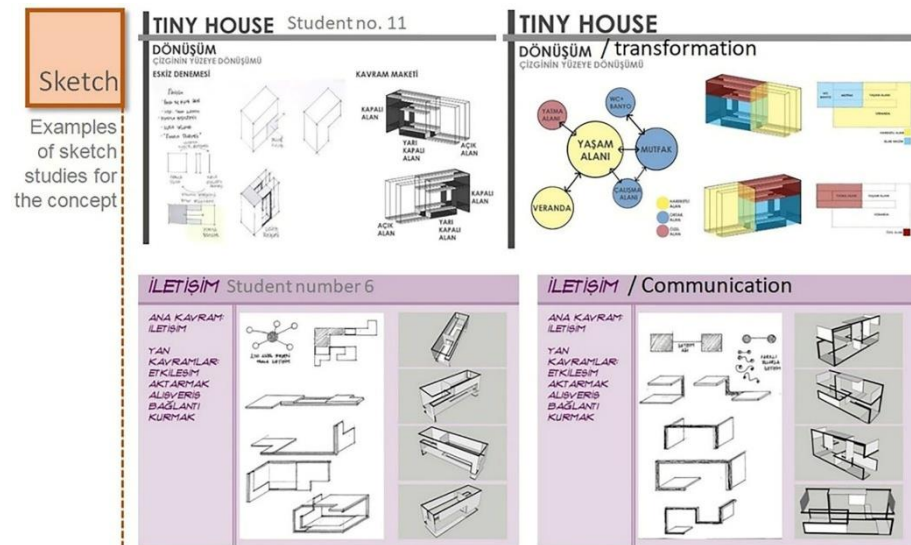 Sketch
Examples
of sketch
studies for
the concept
TINY HOUSE Student no. 11
DÖNÜŞÜM
ÇİZGİNİN YÜZEYE DÖNÜŞÜMÜ
ESKİZ DENEMESİ
KAVRAM MAKETİ
KAPALI
ALAN
YARI
KAPALI
ALAN
AÇIK
ALAN
KAPALI
ALAN
AÇIK
ALAN
YARI
KAPALI
ALAN
TINY HOUSE
DÖNÜŞÜM / transformation
ÇİZGİNİN YÜZEYE DÖNÜŞÜMÜ
YATMA
ALANI
WC+
BANYO
YAŞAM
ALANI
MUTFAK
ÇALIŞMA
ALANI
VERANDA
MUTFAK
VERANDA
İLETİŞİM Student number 6
ANA KAVRAM:
İLETİŞİM
YAN
KAVRAMLAR:
ETKİLEŞİM
AKTARMAK
ALIŞVERİŞ
BAĞLANTI
KURMAK
İLETİŞİM / Communication
ANA KAVRAM:
İLETİŞİM
YAN
KAVRAMLAR:
ETKİLEŞİM
AKTARMAK
ALIŞVERİŞ
BAĞLANTI
KURMAK